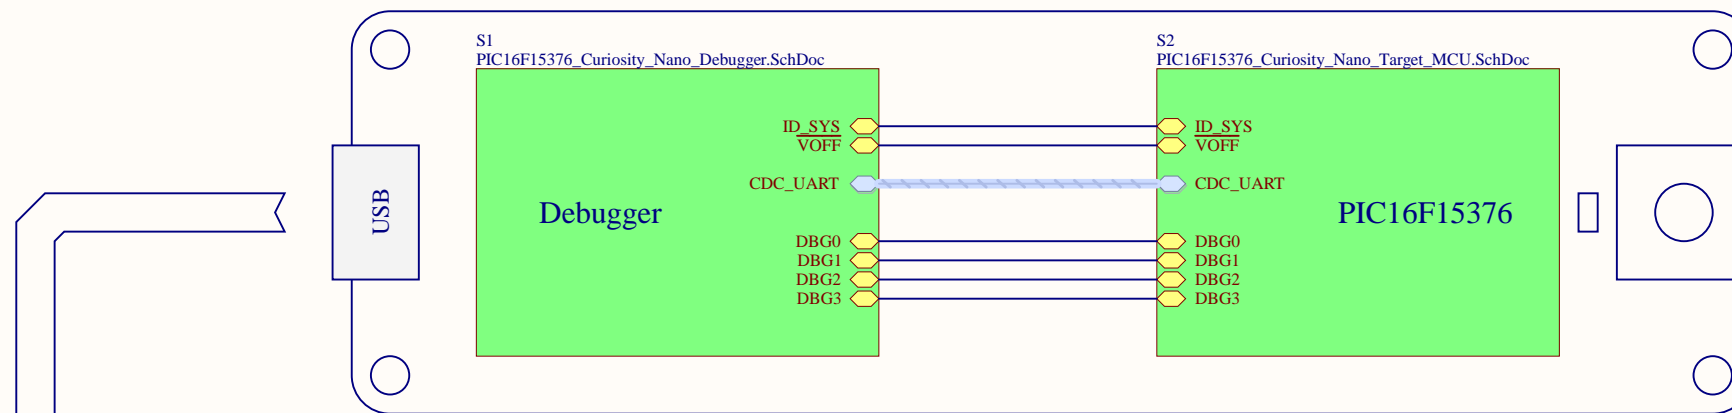 S1
PIC16F15376_Curiosity_Nano_Debugger.SchDoc
ID_SYS
VOFF
CDC_UART
Debugger
DBG0
DBG1
DBG2
DBG3
USB
S2
PIC16F15376_Curiosity_Nano_Target_MCU.SchDoc
ID_SYS
VOFF
CDC_UART
PIC16F15376
DBG0
DBG1
DBG2
DBG3